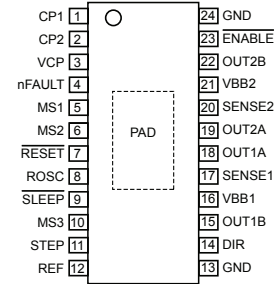 CP1 1
CP2 2
VCP 3
nFAULT 4
MS1 5
MS2 6
RESET 7
ROSC 8
SLEEP 9
MS3 10
STEP 11
REF 12
PAD
24 GND
23 ENABLE
22 OUT2B
21 VBB2
20 SENSE2
19 OUT2A
18 OUT1A
17 SENSE1
16 VBB1
15 OUT1B
14 DIR
13 GND